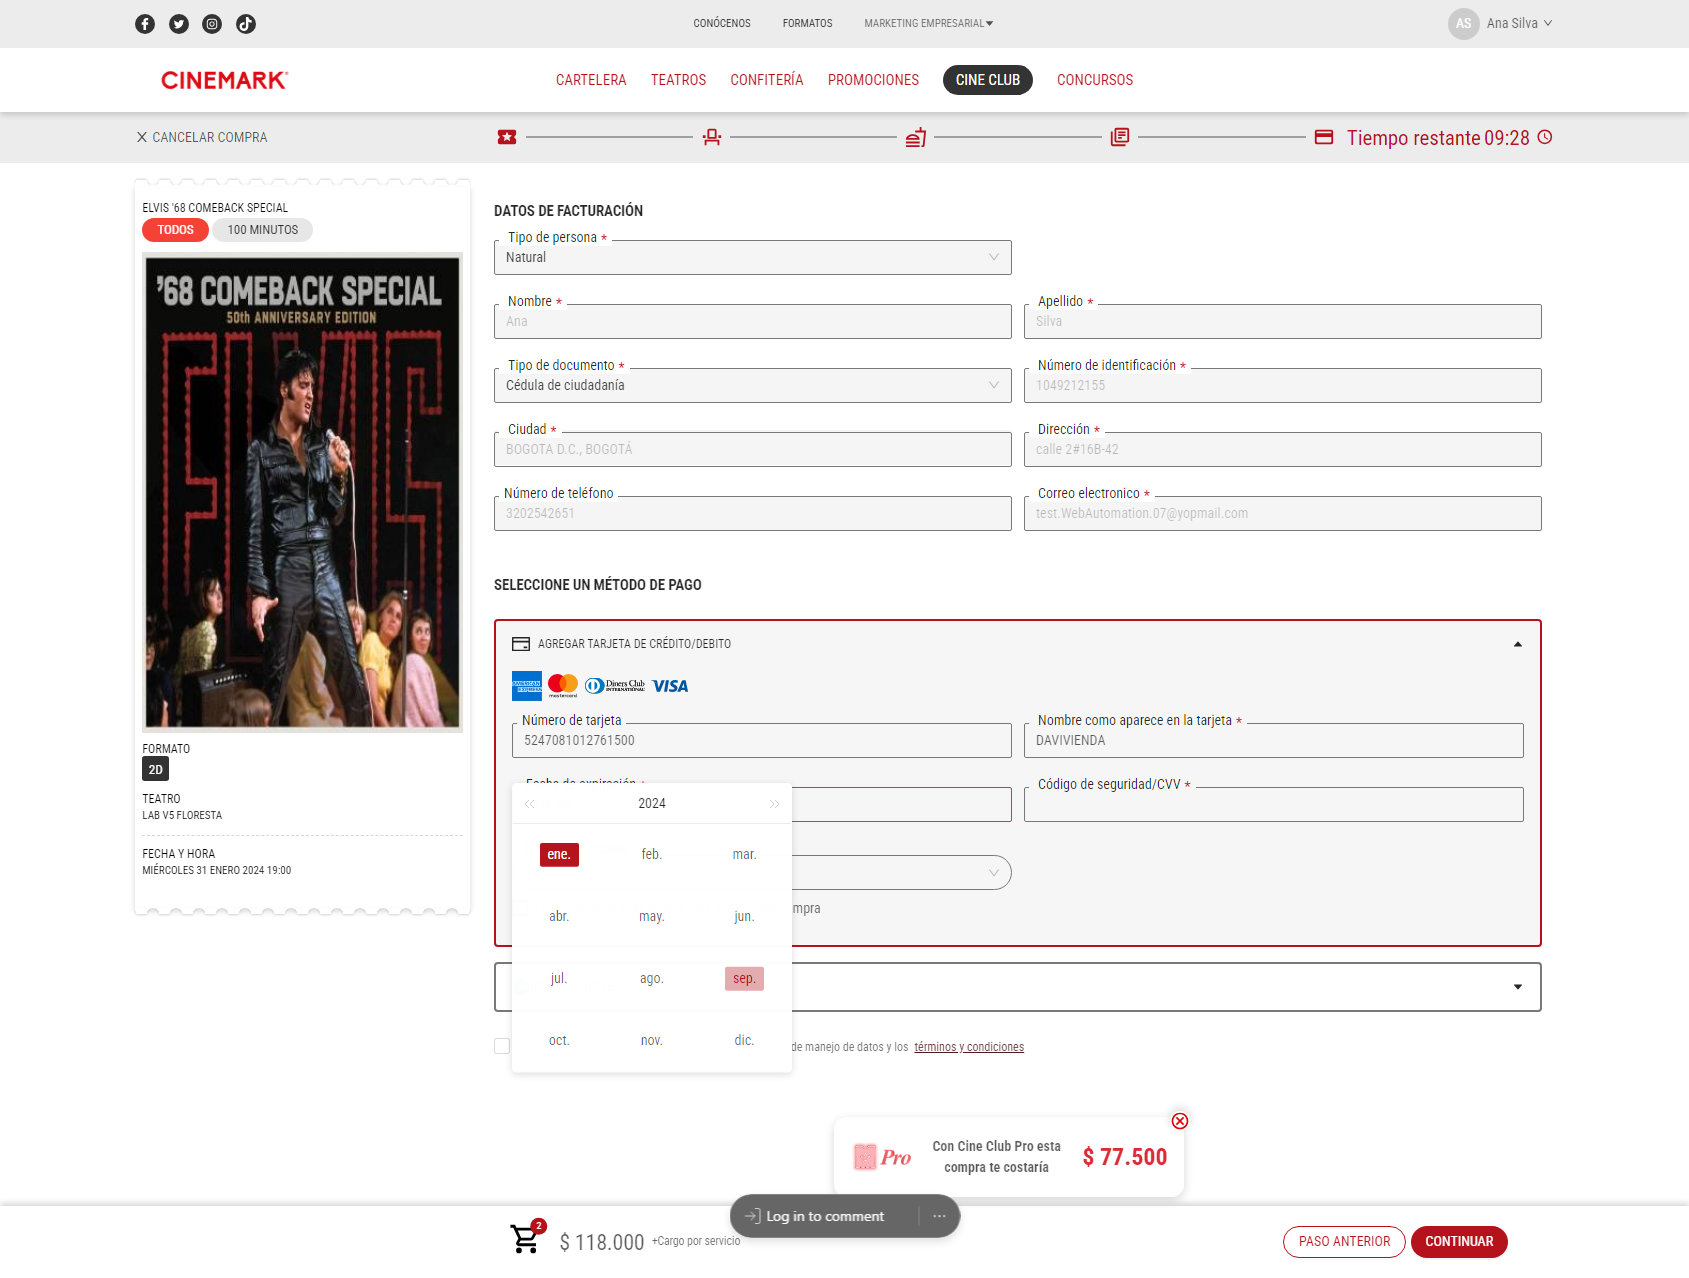 CONÓCENOS
FORMATOS
MARKETING EMPRESARIAL
AS
Ana Silva
CINEMARK
CARTELERA
TEATROS
CONFITERÍA
PROMOCIONES
CINE CLUB
CONCURSOS
CANCELAR COMPRA
Tiempo restante 09:28
ELVIS '68 COMEBACK SPECIAL
TODOS
100 MINUTOS
'68 COMEBACK SPECIAL
50th ANNIVERSARY EDITION
ELVIS
FORMATO
2D
TEATRO
LAB V5 FLORESTA
FECHA Y HORA
MIÉRCOLES 31 ENERO 2024 19:00
DATOS DE FACTURACIÓN
Tipo de persona *
Natural
Nombre *
Ana
Apellido *
Silva
Tipo de documento *
Cédula de ciudadanía
Número de identificación *
1049212155
Ciudad *
BOGOTA D.C., BOGOTÁ
Dirección *
calle 2#16B-42
Número de teléfono
3202542651
Correo electronico *
test.WebAutomation.07@yopmail.com
SELECCIONE UN MÉTODO DE PAGO
AGREGAR TARJETA DE CRÉDITO/DEBITO
AMERICAN EXPRESS
mastercard
Diners Club INTERNATIONAL
VISA
Número de tarjeta
5247081012761500
Nombre como aparece en la tarjeta *
DAVIVIENDA
Fecha de expiración *
Código de seguridad/CVV *
2024
ene.
feb.
mar.
abr.
may.
jun.
jul.
ago.
sep.
oct.
nov.
dic.
mpra
de manejo de datos y los términos y condiciones
Pro
Con Cine Club Pro esta
compra te costaría
$ 77.500
Log in to comment
2
$ 118.000
+Cargo por servicio
PASO ANTERIOR
CONTINUAR